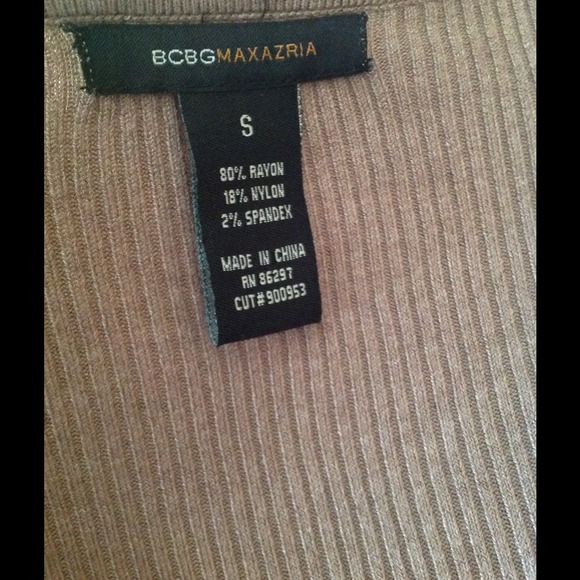 BCBGMAXAZRIA
S
80% RAYON
18% NYLON
2% SPANDEX
MADE IN CHINA
RN 86297
CUT#900953